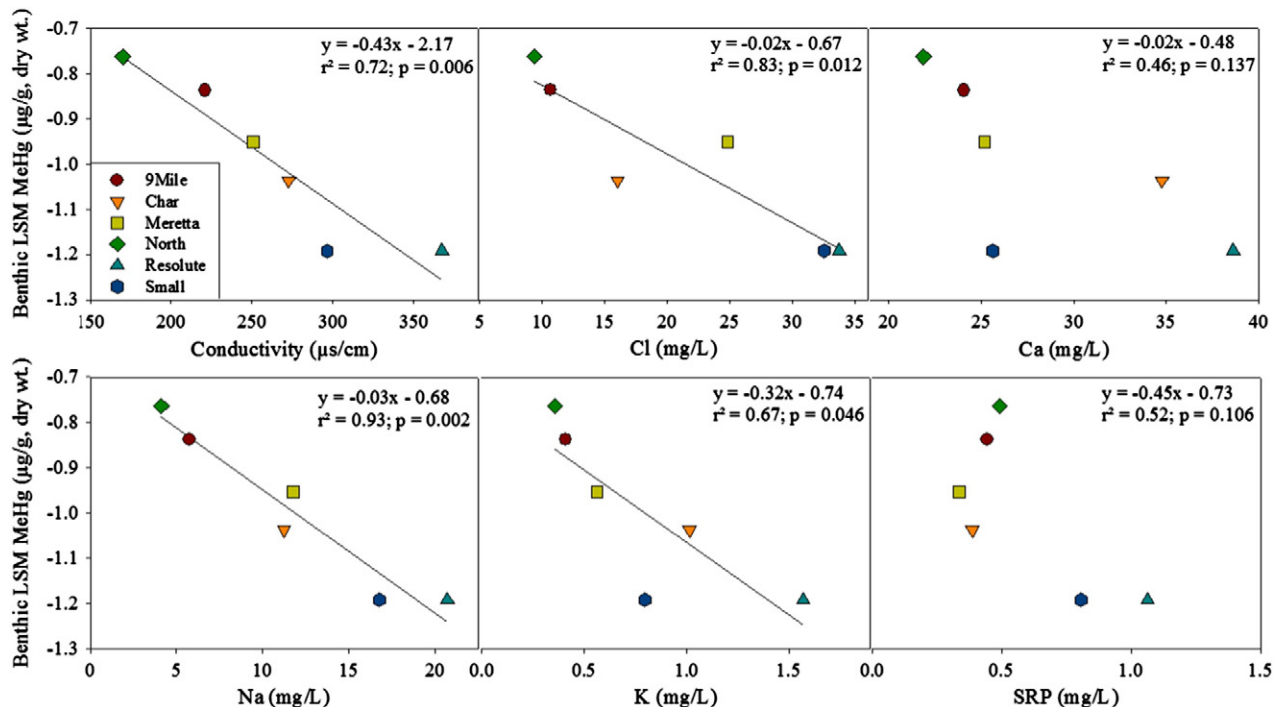 -0.7
-0.8
-0.9
-1.0
-1.1
-1.2
-1.3
Benthic LSM MeHg (µg/g, dry wt.)
y = -0.43x - 2.17
r² = 0.72; p = 0.006
9Mile
Char
Meretta
North
Resolute
Small
150 200 250 300 350
Conductivity (µs/cm)
y = -0.02x - 0.67
r² = 0.83; p = 0.012
5 10 15 20 25 30 35
Cl (mg/L)
y = -0.02x - 0.48
r² = 0.46; p = 0.137
20 25 30 35 40
Ca (mg/L)
-0.7
-0.8
-0.9
-1.0
-1.1
-1.2
-1.3
Benthic LSM MeHg (µg/g, dry wt.)
y = -0.03x - 0.68
r² = 0.93; p = 0.002
0 5 10 15 20
Na (mg/L)
y = -0.32x - 0.74
r² = 0.67; p = 0.046
0.0 0.5 1.0 1.5
K (mg/L)
y = -0.45x - 0.73
r² = 0.52; p = 0.106
0.0 0.5 1.0 1.5
SRP (mg/L)